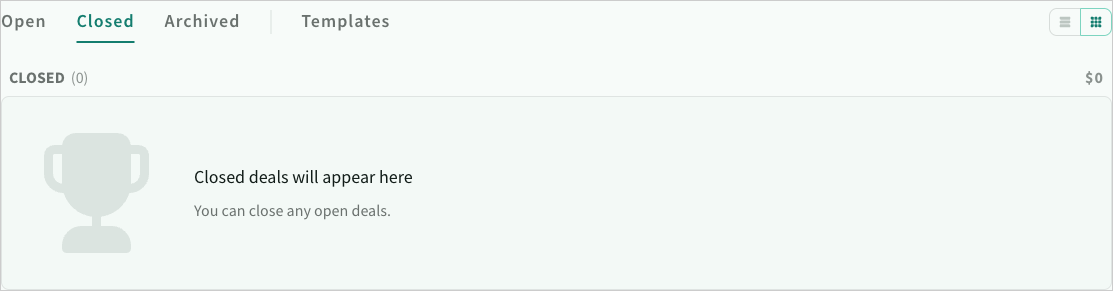 Open Closed Archived Templates
CLOSED (0) $0
Closed deals will appear here
You can close any open deals.